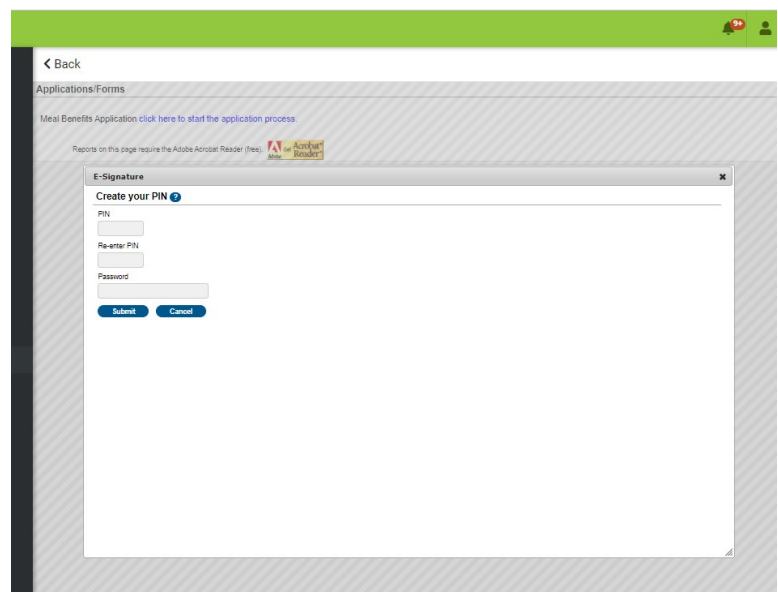 9+
Back
Applications/Forms
Meal Benefits Application click here to start the application process.
Reports on this page require the Adobe Acrobat Reader (free).
Adobe
Get Acrobat
Reader
E-Signature
Create your PIN ?
PIN
Re-enter PIN
Password
Submit Cancel